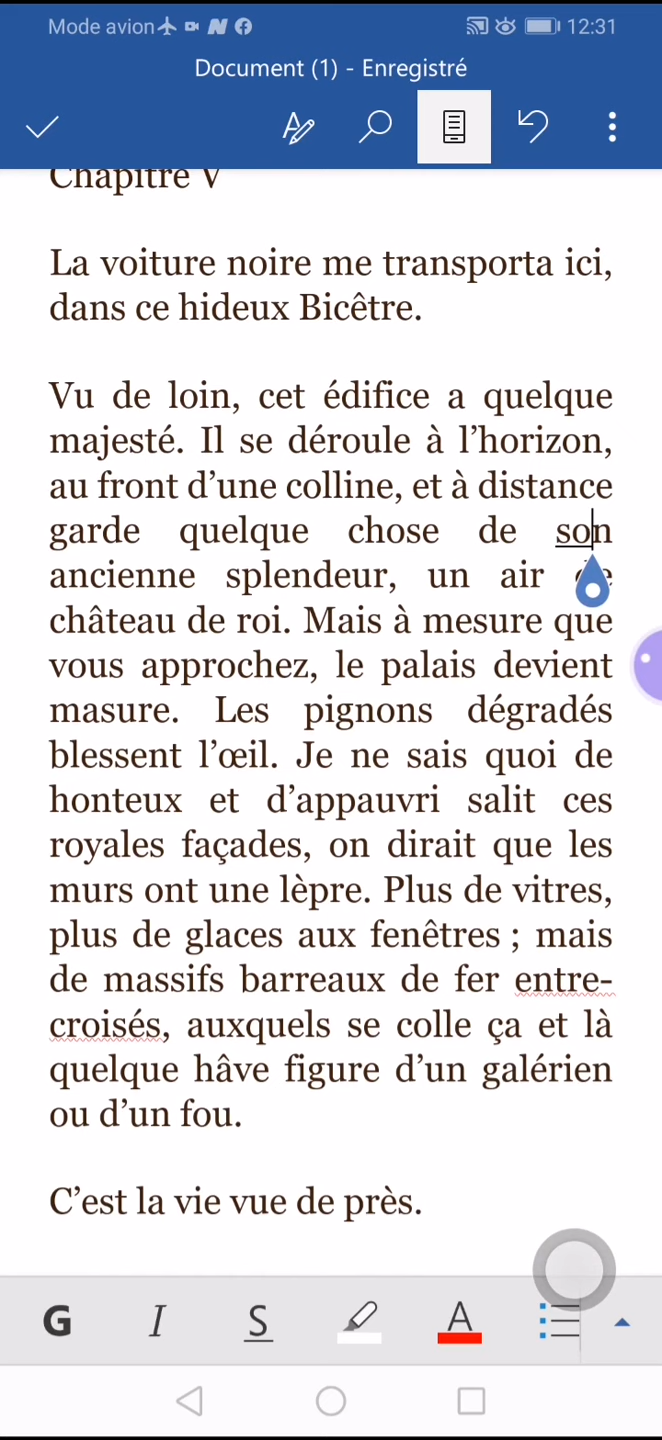 Mode avion 12:31
Document (1) - Enregistré
Chapitre V
La voiture noire me transporta ici,
dans ce hideux Bicêtre.
Vu de loin, cet édifice a quelque
majesté. Il se déroule à l’horizon,
au front d’une colline, et à distance
garde quelque chose de son
ancienne splendeur, un air de
château de roi. Mais à mesure que
vous approchez, le palais devient
masure. Les pignons dégradés
blessent l’œil. Je ne sais quoi de
honteux et d’appauvri salit ces
royales façades, on dirait que les
murs ont une lèpre. Plus de vitres,
plus de glaces aux fenêtres ; mais
de massifs barreaux de fer entre-
croisés, auxquels se colle ça et là
quelque hâve figure d’un galérien
ou d’un fou.
C’est la vie vue de près.
G I S A